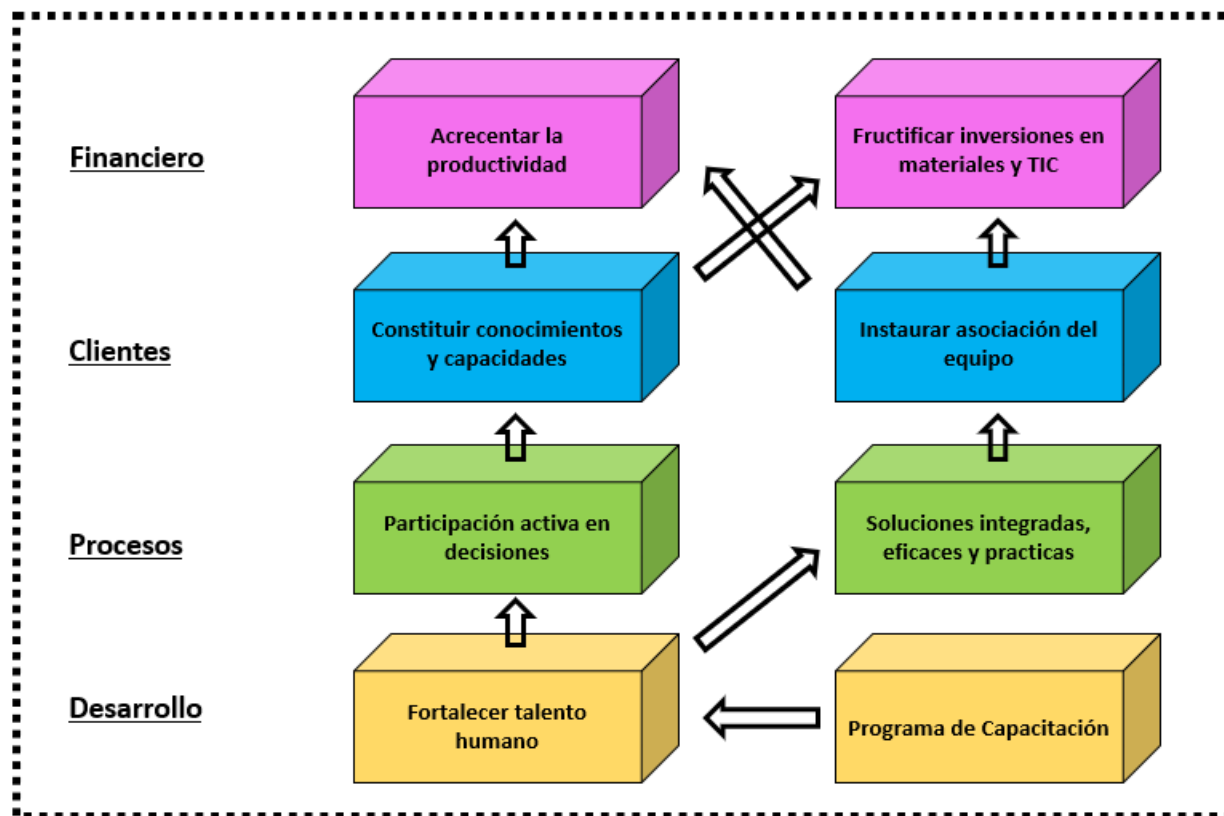 Financiero
Acrecentar la
productividad
Fructificar inversiones en
materiales y TIC
Clientes
Constituir conocimientos
y capacidades
Instaurar asociación del
equipo
Procesos
Participación activa en
decisiones
Soluciones integradas,
eficaces y practicas
Desarrollo
Fortalecer talento
humano
Programa de Capacitación